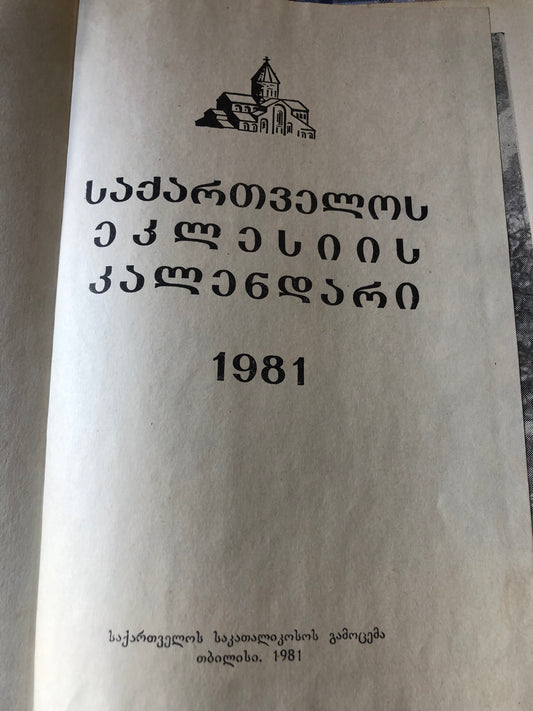 საქართველოს
ეკლესიის
კალენდარი
1981
საქართველოს საკათალიკოსოს გამოცემა
თბილისი. 1981